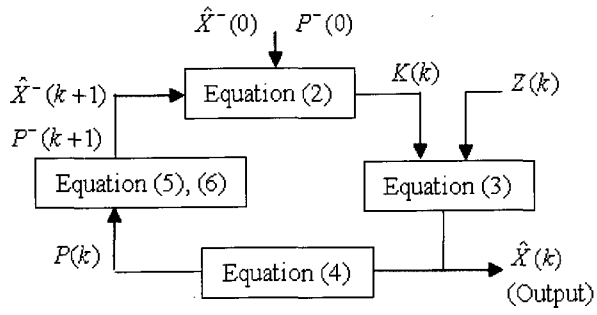 X̂⁻(0) P⁻(0)
X̂⁻(k+1)
P⁻(k+1)
Equation (2)
K(k)
Z(k)
Equation (5), (6)
Equation (3)
P(k)
Equation (4)
X̂(k)
(Output)